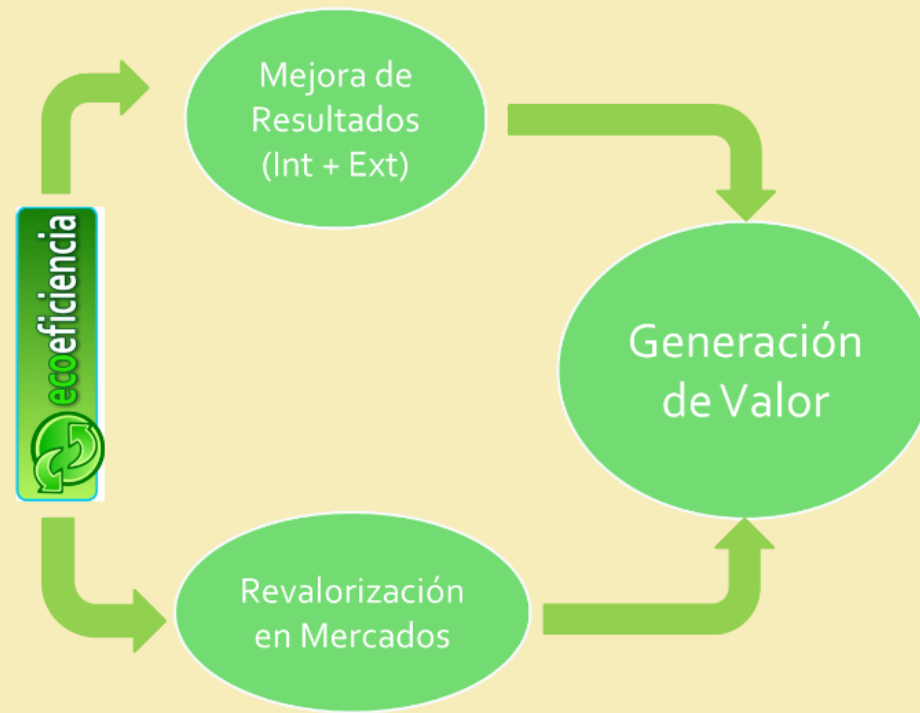 Mejora de
Resultados
(Int + Ext)
ecoeficiencia
Generación
de Valor
Revalorización
en Mercados